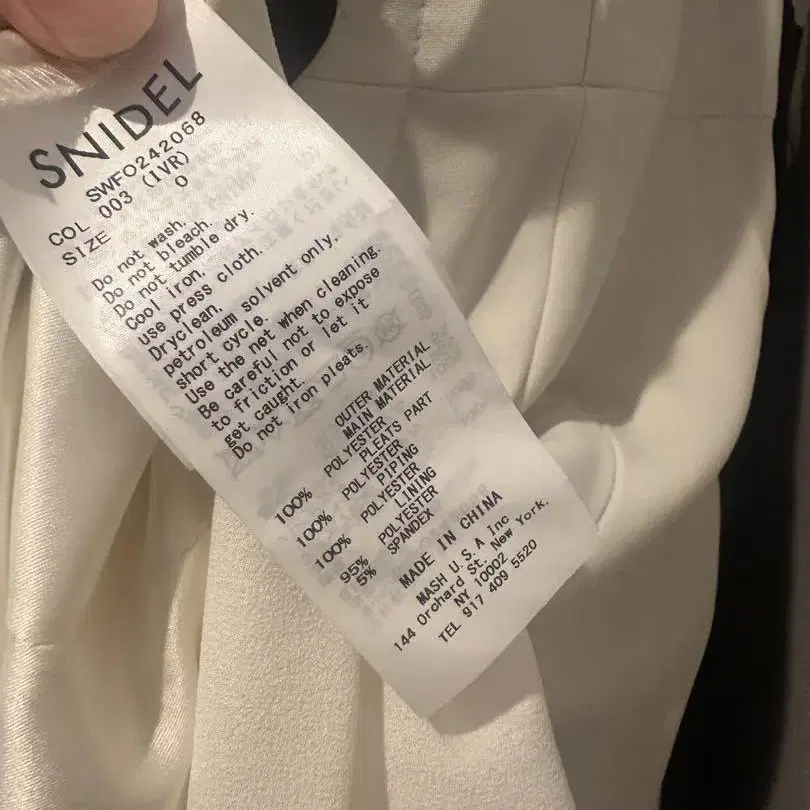 SNIDEL
SWFO242068
COL 003 (IVR)
SIZE 0
Do not wash.
Do not bleach.
Do not tumble dry.
Cool iron.
use press cloth.
Dryclean,
petroleum solvent only,
short cycle.
Use the net when cleaning.
Be careful not to expose
to friction or let it
get caught.
Do not iron pleats.
OUTER MATERIAL
MAIN MATERIAL
100% POLYESTER
PLEATS PART
100% POLYESTER
PIPING
100% POLYESTER
LINING
95% POLYESTER
5% SPANDEX
MADE IN CHINA
MASH U.S.A Inc
144 Orchard St. New York.
NY 10002
TEL 917 409 5520